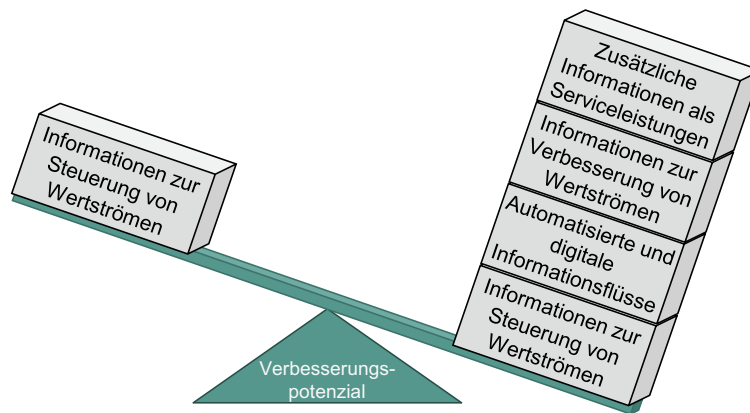 Informationen zur
Steuerung von
Wertströmen
Zusätzliche
Informationen als
Serviceleistungen
Informationen zur
Verbesserung von
Wertströmen
Automatisierte und
digitale
Informationsflüsse
Informationen zur
Steuerung von
Wertströmen
Verbesserungs-
potenzial